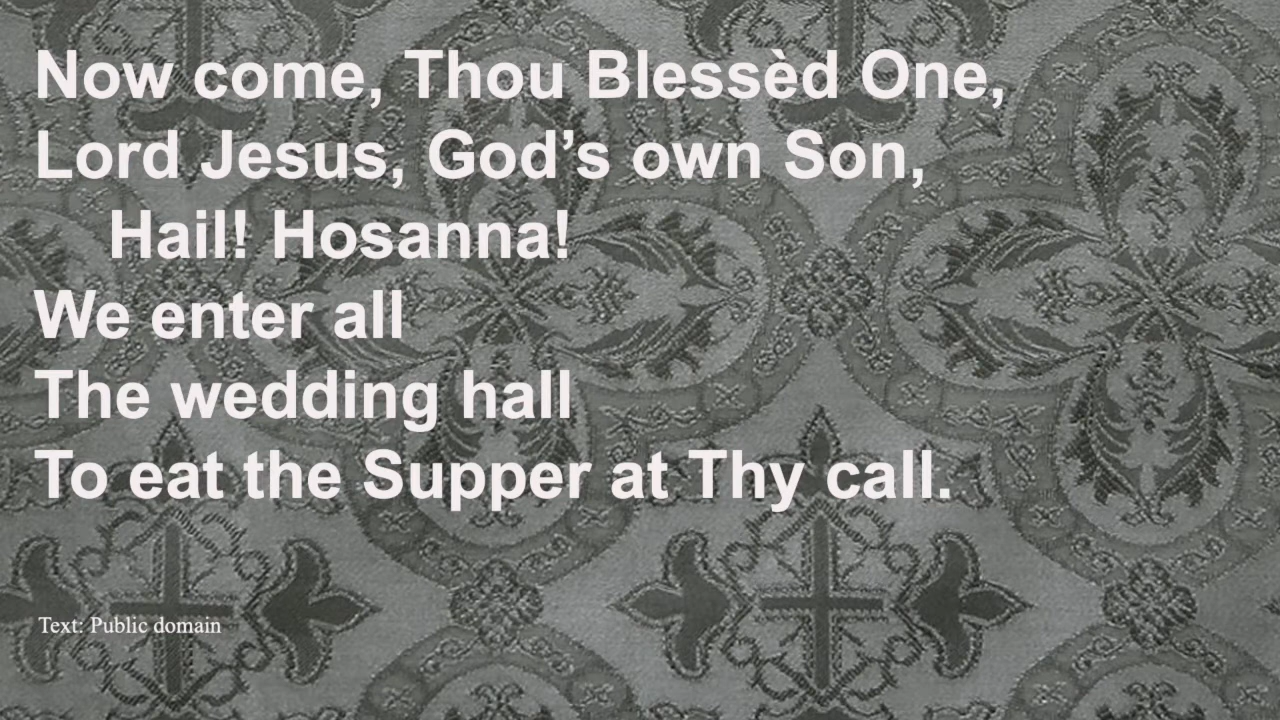 Now come, Thou Blessèd One,
Lord Jesus, God’s own Son,
Hail! Hosanna!
We enter all
The wedding hall
To eat the Supper at Thy call.
Text: Public domain